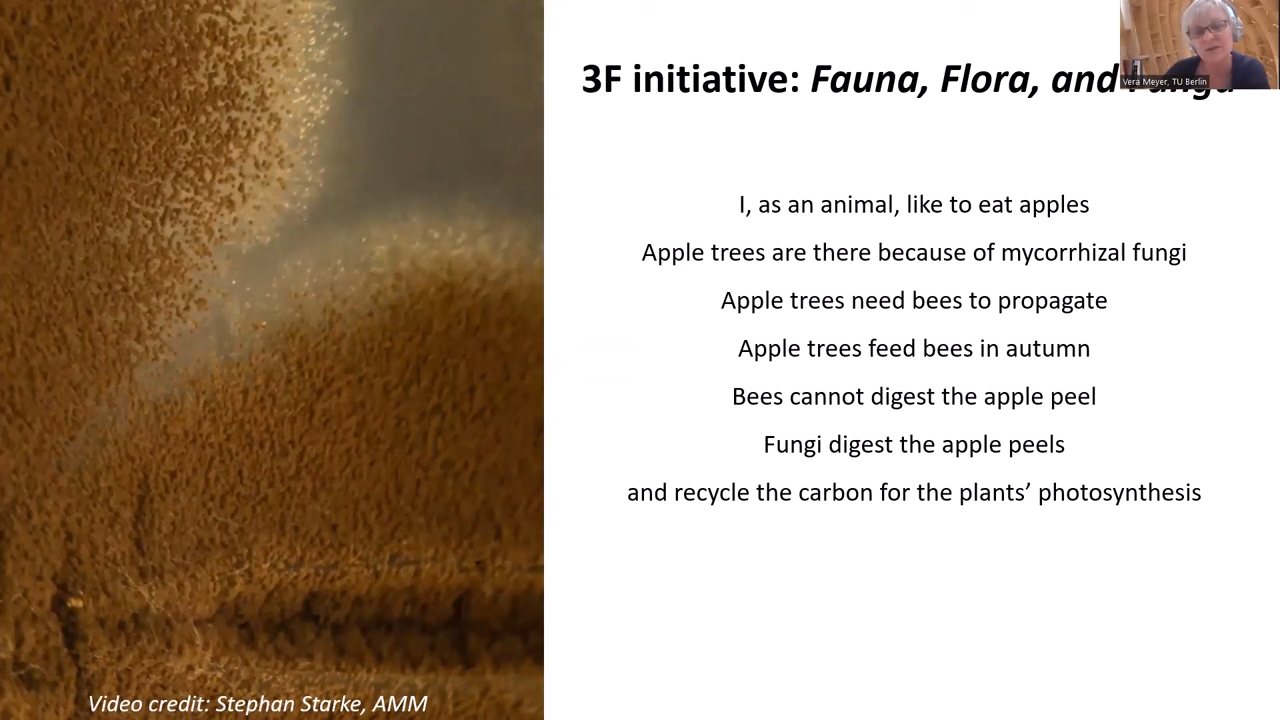 3F initiative: Fauna, Flora, and
Vera Meyer, TU Berlin
I, as an animal, like to eat apples
Apple trees are there because of mycorrhizal fungi
Apple trees need bees to propagate
Apple trees feed bees in autumn
Bees cannot digest the apple peel
Fungi digest the apple peels
and recycle the carbon for the plants’ photosynthesis
Video credit: Stephan Starke, AMM